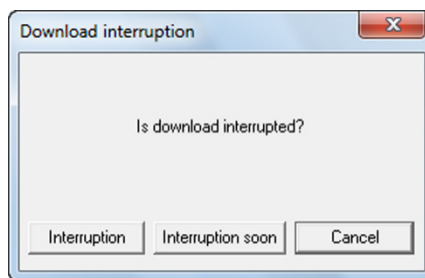 Download interruption
Is download interrupted?
Interruption
Interruption soon
Cancel